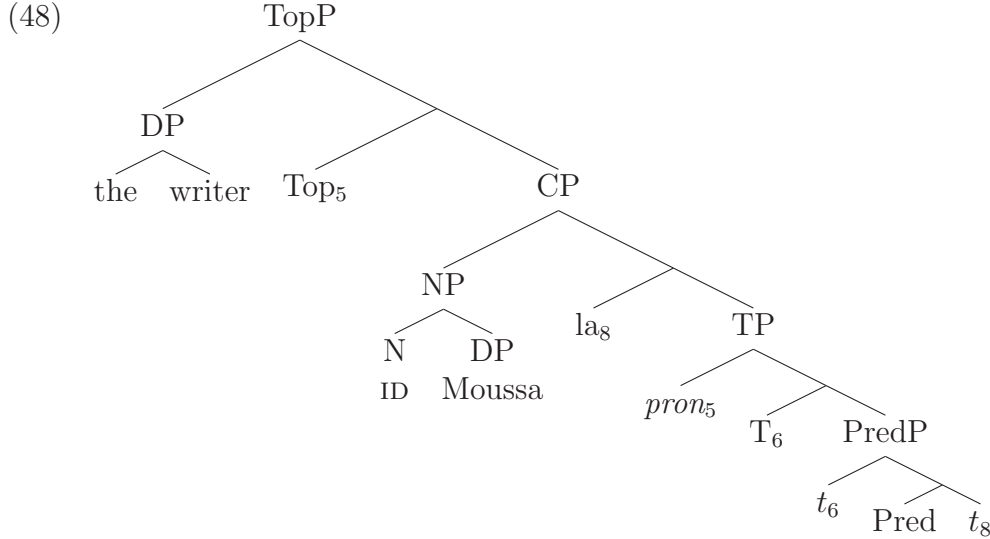 (48) TopP
DP
the writer Top₅ CP
NP la₈ TP
N DP
ID Moussa pron₅
T₆ PredP
t₆ Pred t₈